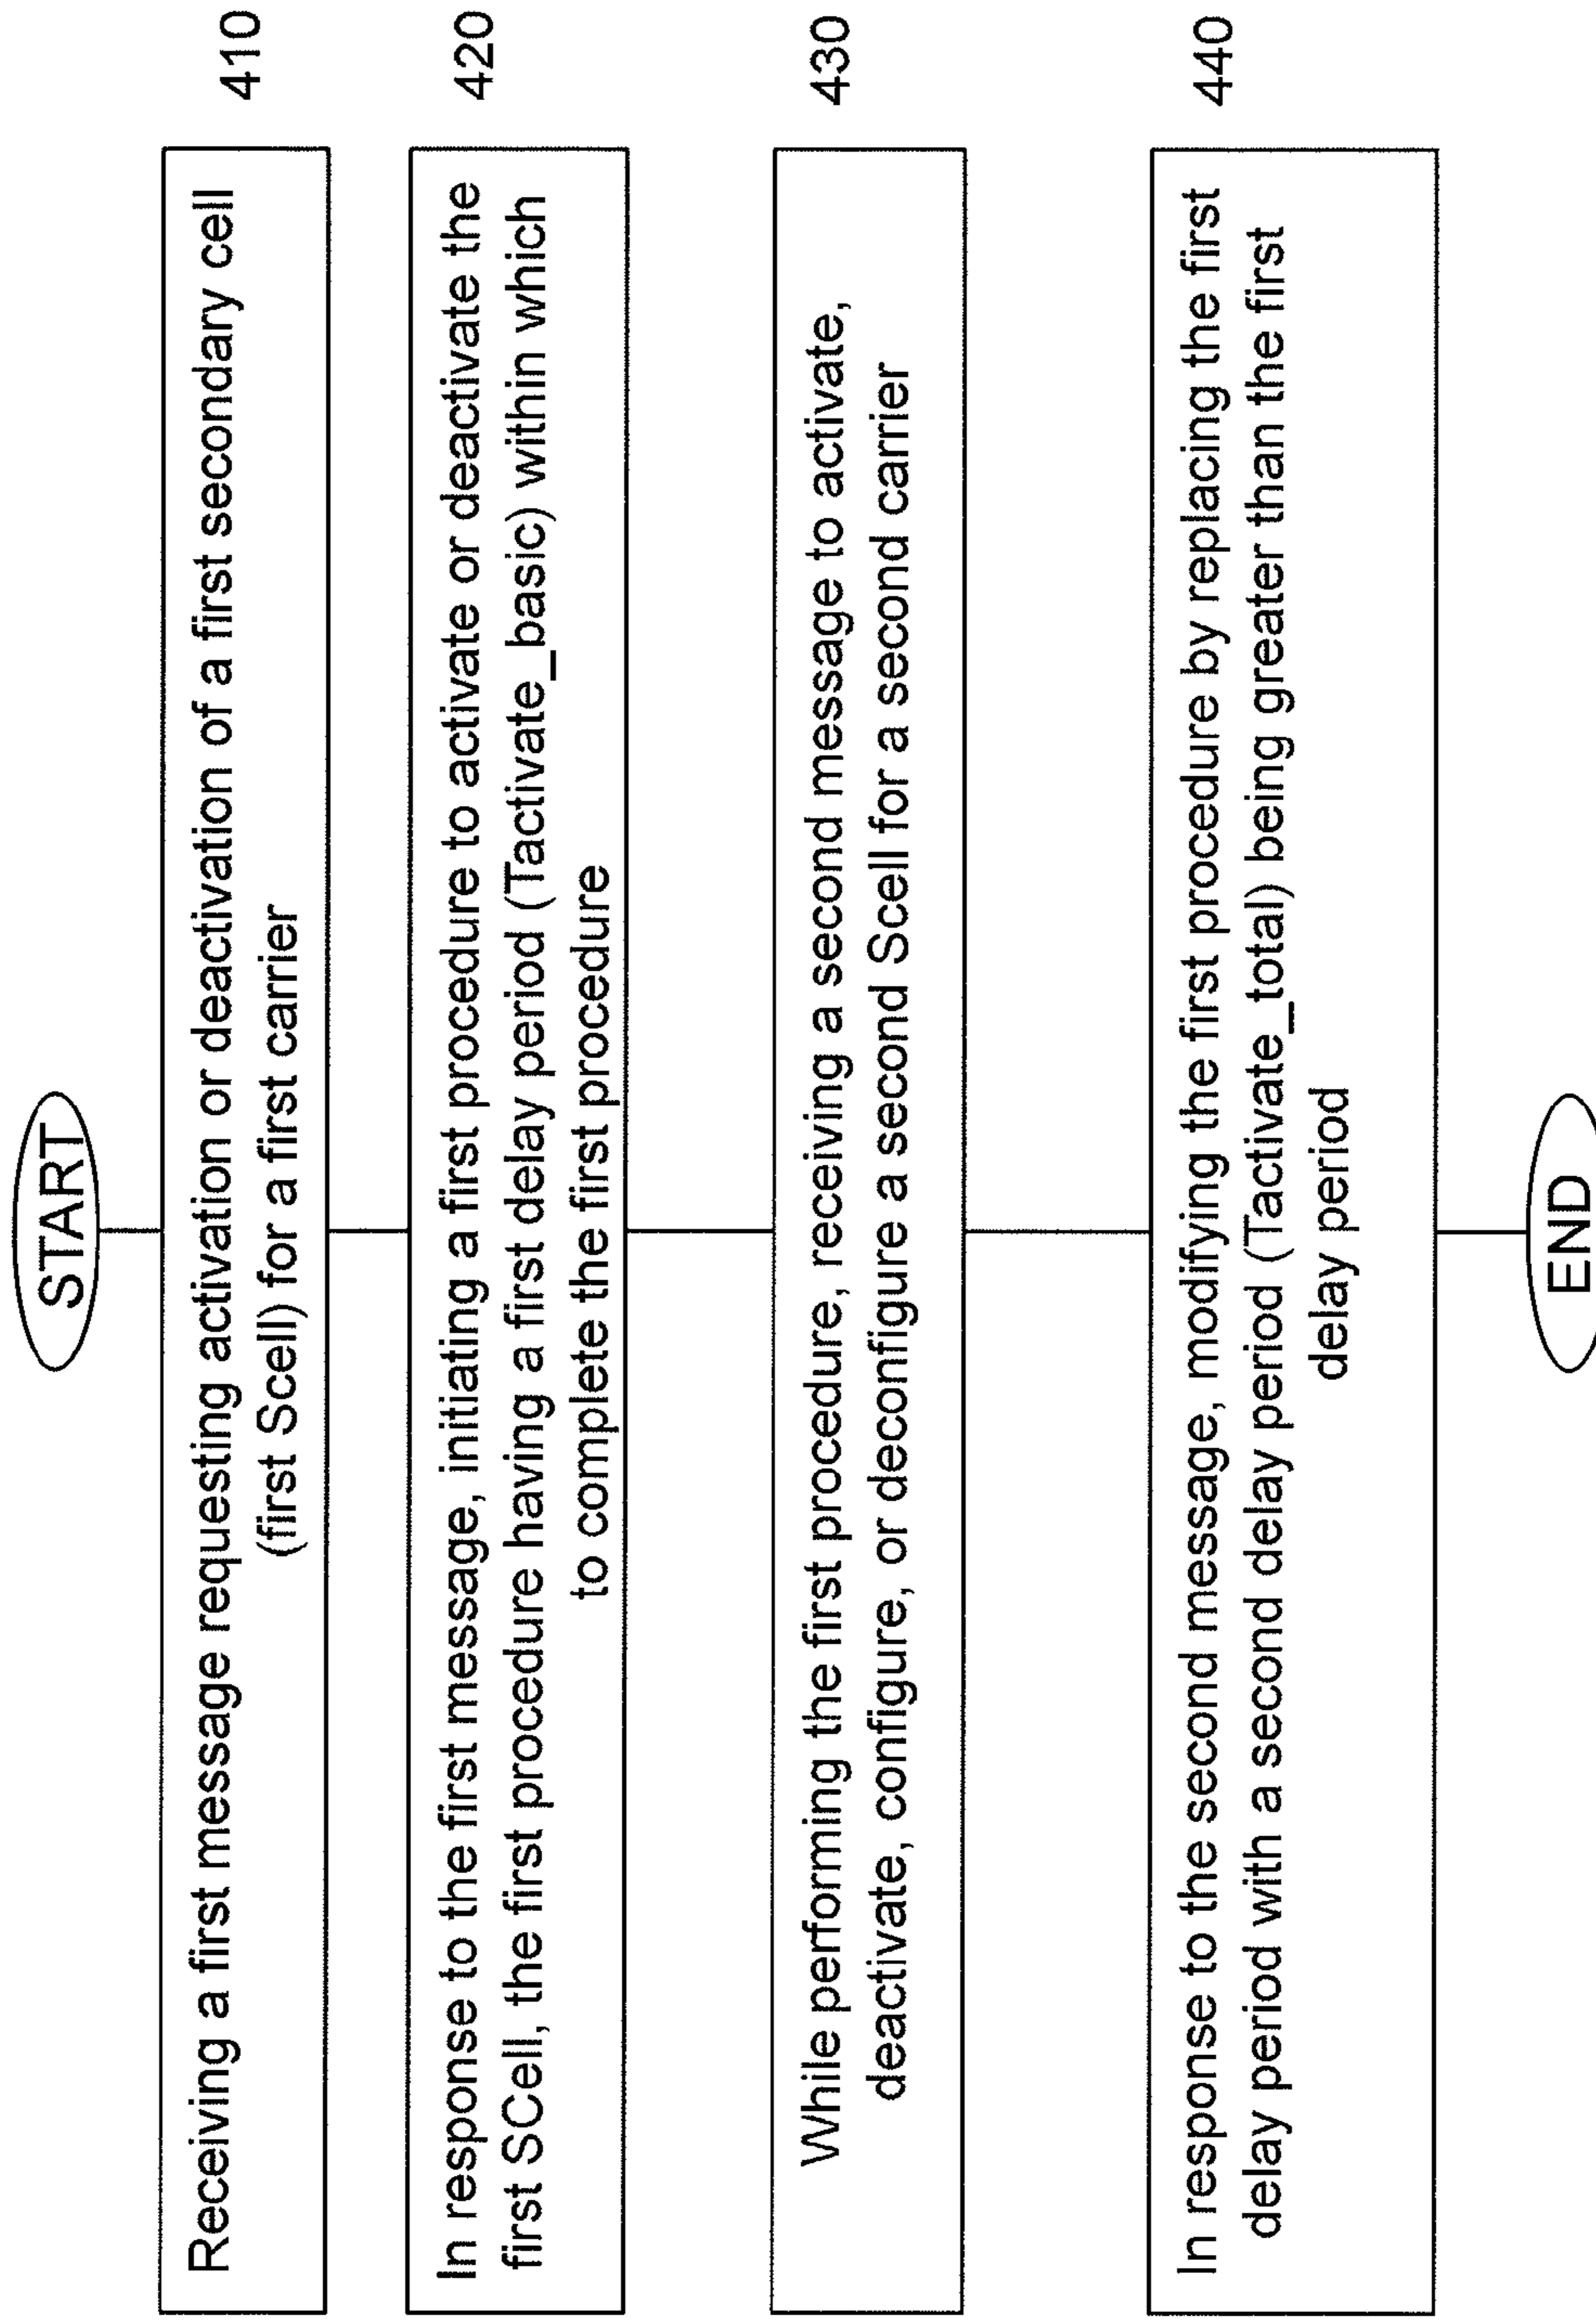 START
Receiving a first message requesting activation or deactivation of a first secondary cell
(first Scell) for a first carrier
410
In response to the first message, initiating a first procedure to activate or deactivate the
first SCell, the first procedure having a first delay period (Tactivate_basic) within which
to complete the first procedure
420
While performing the first procedure, receiving a second message to activate,
deactivate, configure, or deconfigure a second Scell for a second carrier
430
In response to the second message, modifying the first procedure by replacing the first
delay period with a second delay period (Tactivate_total) being greater than the first
delay period
440
END